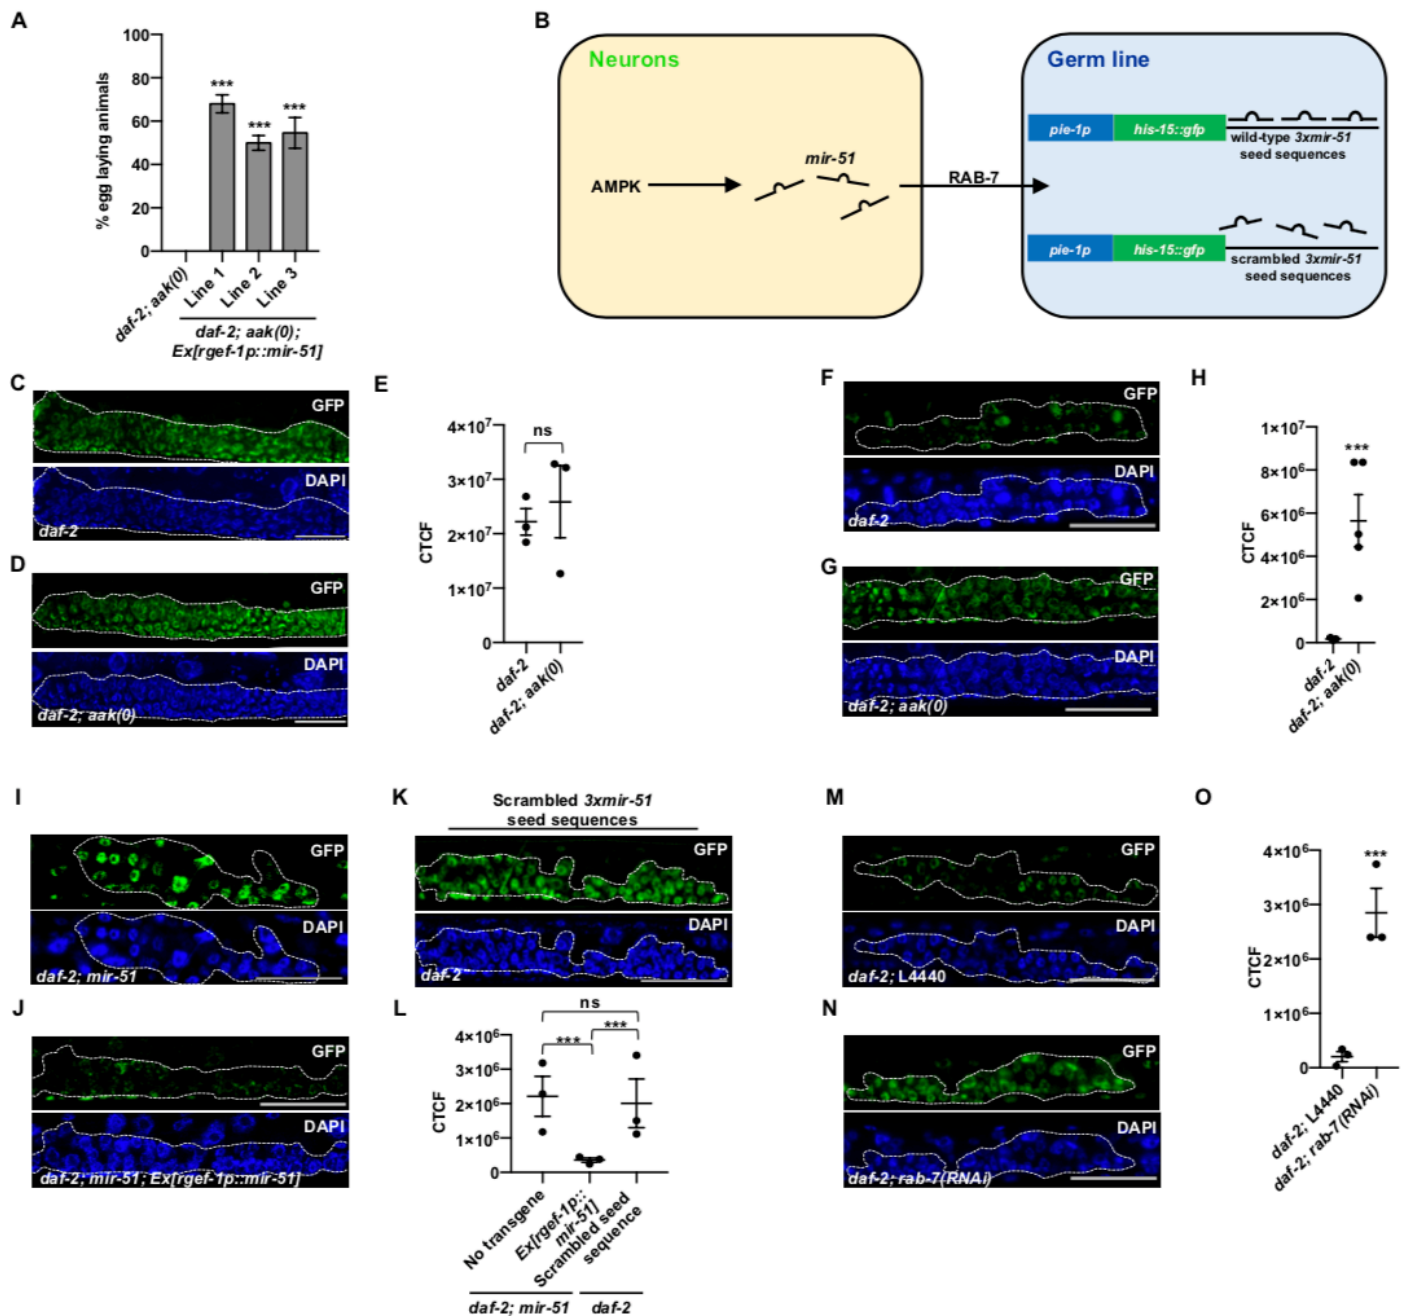 A
100
80
60
40
20
0
% egg laying animals
***
***
***
daf-2; aak(0)
Line 1
Line 2
Line 3
daf-2; aak(0);
Ex[rgef-1p::mir-51]
B
Neurons
AMPK
mir-51
RAB-7
Germ line
pie-1p
his-15::gfp
wild-type 3xmir-51
seed sequences
pie-1p
his-15::gfp
scrambled 3xmir-51
seed sequences
C
GFP
DAPI
daf-2
D
GFP
DAPI
daf-2; aak(0)
E
CTCF
4×10⁷
3×10⁷
2×10⁷
1×10⁷
0
ns
daf-2
daf-2; aak(0)
F
GFP
DAPI
daf-2
G
GFP
DAPI
daf-2; aak(0)
H
CTCF
1×10⁷
8×10⁶
6×10⁶
4×10⁶
2×10⁶
0
***
daf-2
daf-2; aak(0)
I
GFP
DAPI
daf-2; mir-51
J
GFP
DAPI
daf-2; mir-51; Ex[rgef-1p::mir-51]
K
Scrambled 3xmir-51
seed sequences
GFP
DAPI
daf-2
L
CTCF
4×10⁶
3×10⁶
2×10⁶
1×10⁶
0
ns
***
***
No transgene
Ex[rgef-1p::
mir-51]
Scrambled seed
sequence
daf-2; mir-51
daf-2
M
GFP
DAPI
daf-2; L4440
N
GFP
DAPI
daf-2; rab-7(RNAi)
O
CTCF
4×10⁶
3×10⁶
2×10⁶
1×10⁶
0
***
daf-2; L4440
daf-2; rab-7(RNAi)